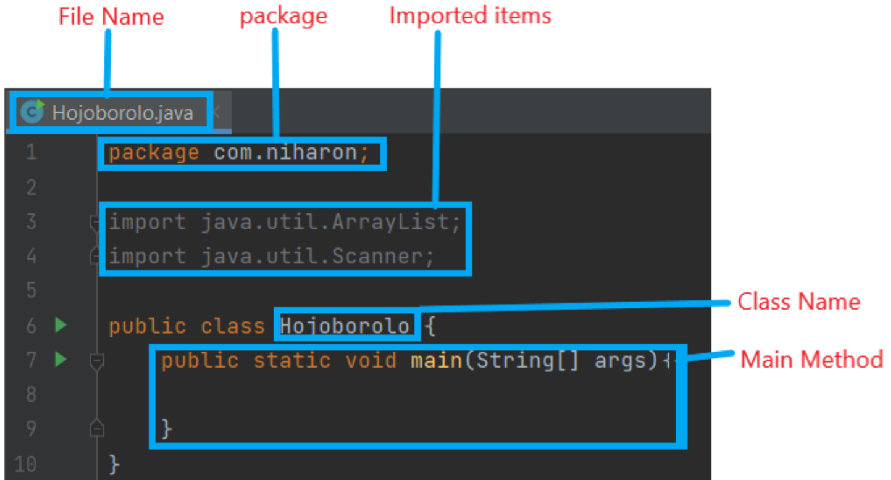 File Name package Imported items
Hojoborolo.java
1 package com.niharon;
2
3 import java.util.ArrayList;
4 import java.util.Scanner;
5
6 public class Hojoborolo {
Class Name
7 public static void main(String[] args){
Main Method
8
9 }
10 }